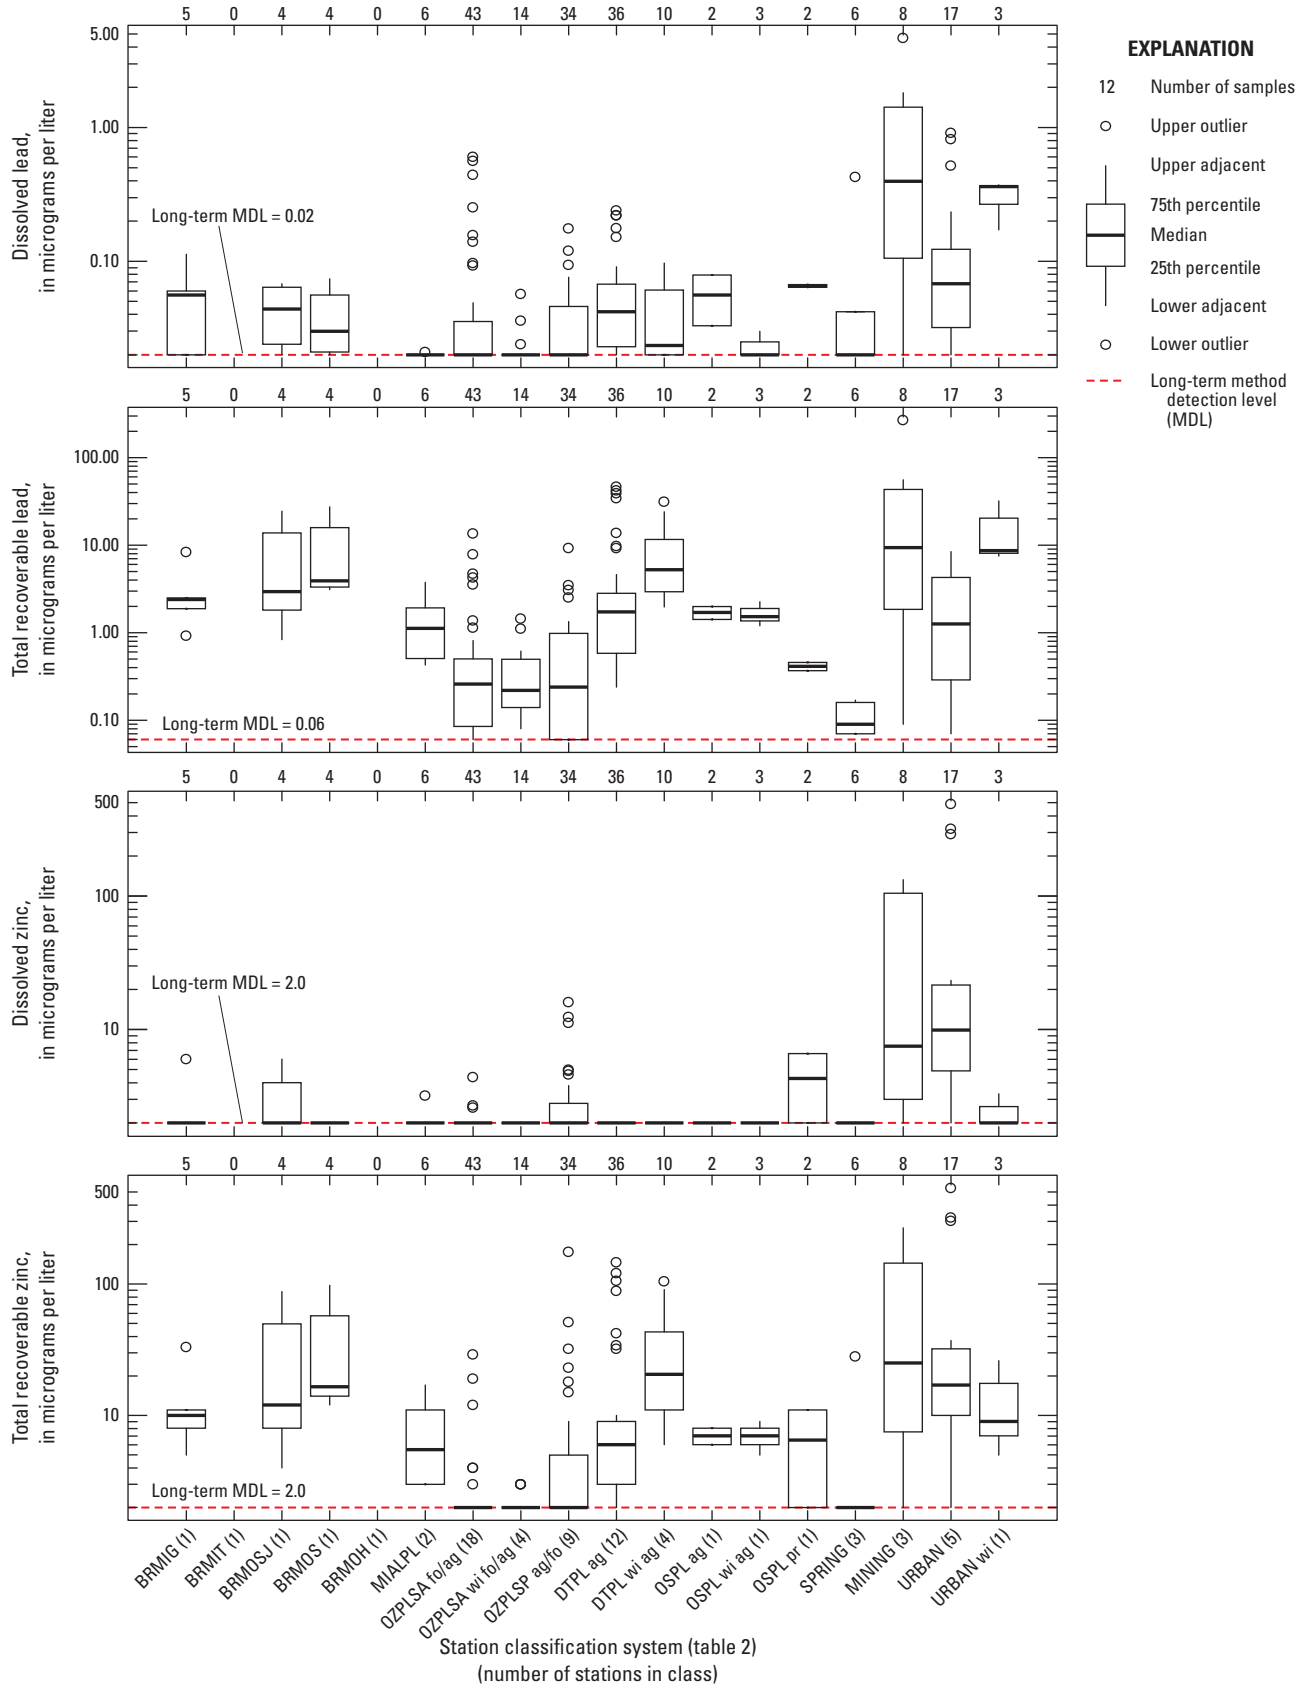 5 0 4 4 0 6 43 14 34 36 10 2 3 2 6 8 17 3
Dissolved lead,
in micrograms per liter
5.00
1.00
0.10
Long-term MDL = 0.02
EXPLANATION
12 Number of samples
Upper outlier
Upper adjacent
75th percentile
Median
25th percentile
Lower adjacent
Lower outlier
Long-term method
detection level
(MDL)
5 0 4 4 0 6 43 14 34 36 10 2 3 2 6 8 17 3
Total recoverable lead,
in micrograms per liter
100.00
10.00
1.00
0.10
Long-term MDL = 0.06
5 0 4 4 0 6 43 14 34 36 10 2 3 2 6 8 17 3
Dissolved zinc,
in micrograms per liter
500
100
10
Long-term MDL = 2.0
5 0 4 4 0 6 43 14 34 36 10 2 3 2 6 8 17 3
Total recoverable zinc,
in micrograms per liter
500
100
10
Long-term MDL = 2.0
BRMIG (1)
BRMIT (1)
BRMOSJ (1)
BRMOS (1)
BRMOH (1)
MIALPL (2)
OZPLSA fo/ag (18)
OZPLSA wi fo/ag (4)
OZPLSP ag/fo (9)
DTPL ag (12)
DTPL wi ag (4)
OSPL ag (1)
OSPL wi ag (1)
OSPL pr (1)
SPRING (3)
MINING (3)
URBAN (5)
URBAN wi (1)
Station classification system (table 2)
(number of stations in class)